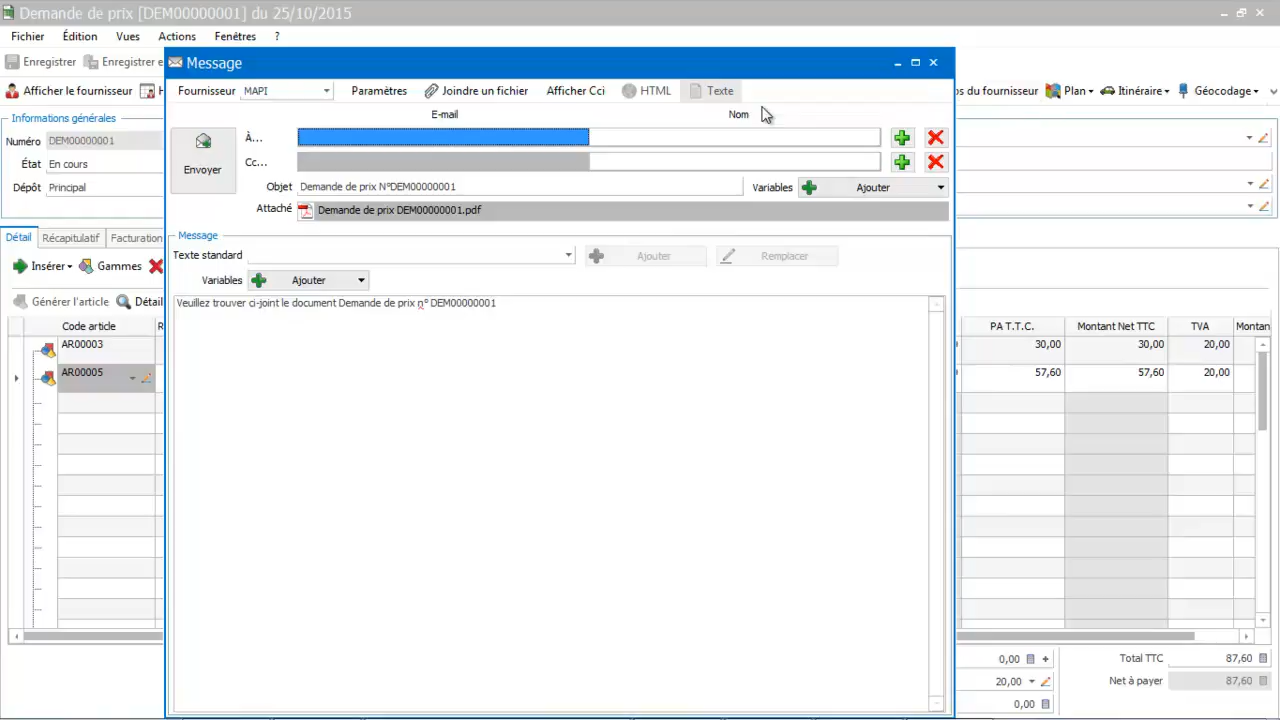 Demande de prix [DEM00000001] du 25/10/2015
Fichier Édition Vues Actions Fenêtres ?
Enregistrer Enregistrer e
Message
Afficher le fournisseur H
Fournisseur MAPI Paramètres Joindre un fichier Afficher Cci HTML Texte
os du fournisseur Plan Itinéraire Géocodage
E-mail Nom
Informations générales
Numéro DEM00000001
État En cours
Dépôt Principal
Envoyer
À...
Cc...
Objet Demande de prix N°DEM00000001 Variables Ajouter
Attaché Demande de prix DEM00000001.pdf
Message
Texte standard Ajouter Remplacer
Variables Ajouter
Veuillez trouver ci-joint le document Demande de prix n° DEM00000001
Détail Récapitulatif Facturation
Insérer Gammes
Générer l'article Détail
Code article R PA T.T.C. Montant Net TTC TVA Montan
AR00003 30,00 30,00 20,00
AR00005 57,60 57,60 20,00
0,00 Total TTC 87,60
20,00 Net à payer 87,60
0,00